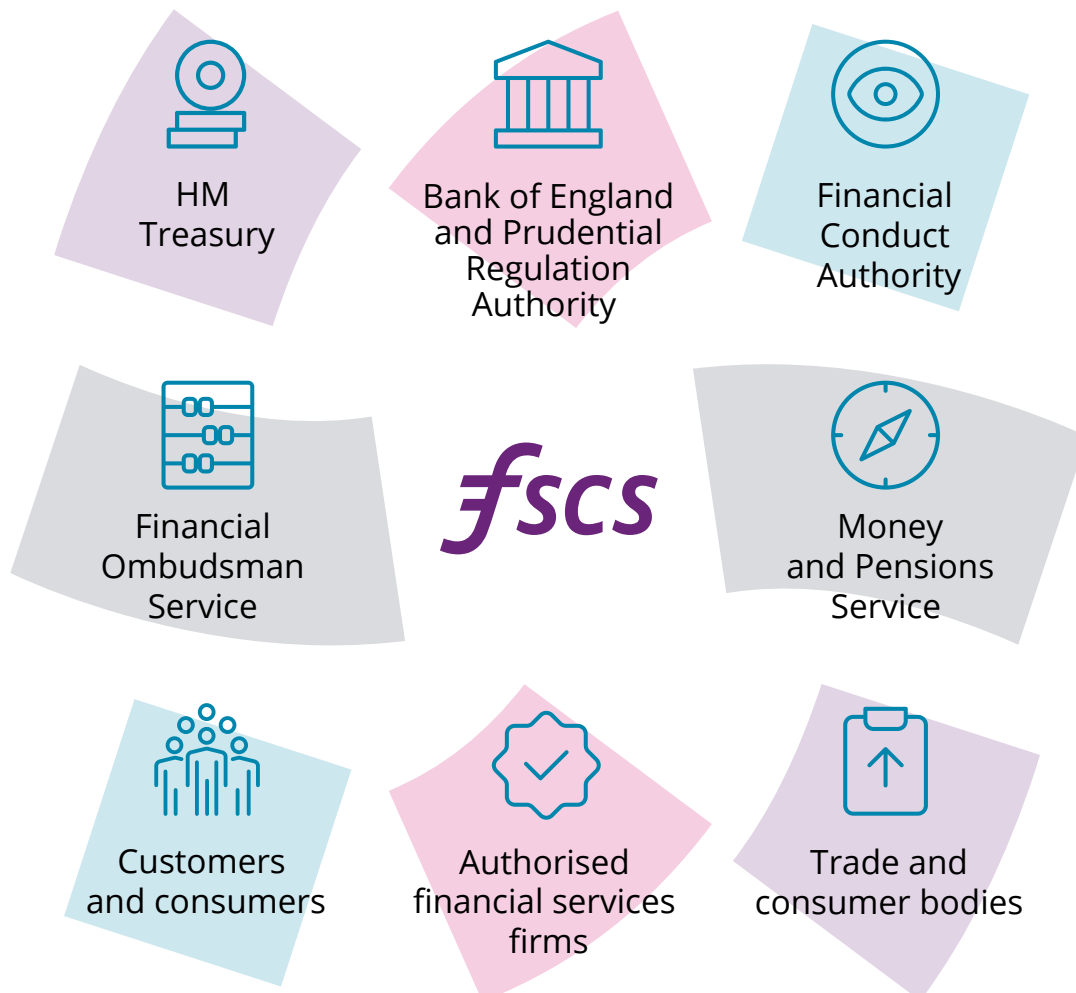 HM
Treasury
Bank of England
and Prudential
Regulation
Authority
Financial
Conduct
Authority
Financial
Ombudsman
Service
fscs
Money
and Pensions
Service
Customers
and consumers
Authorised
financial services
firms
Trade and
consumer bodies